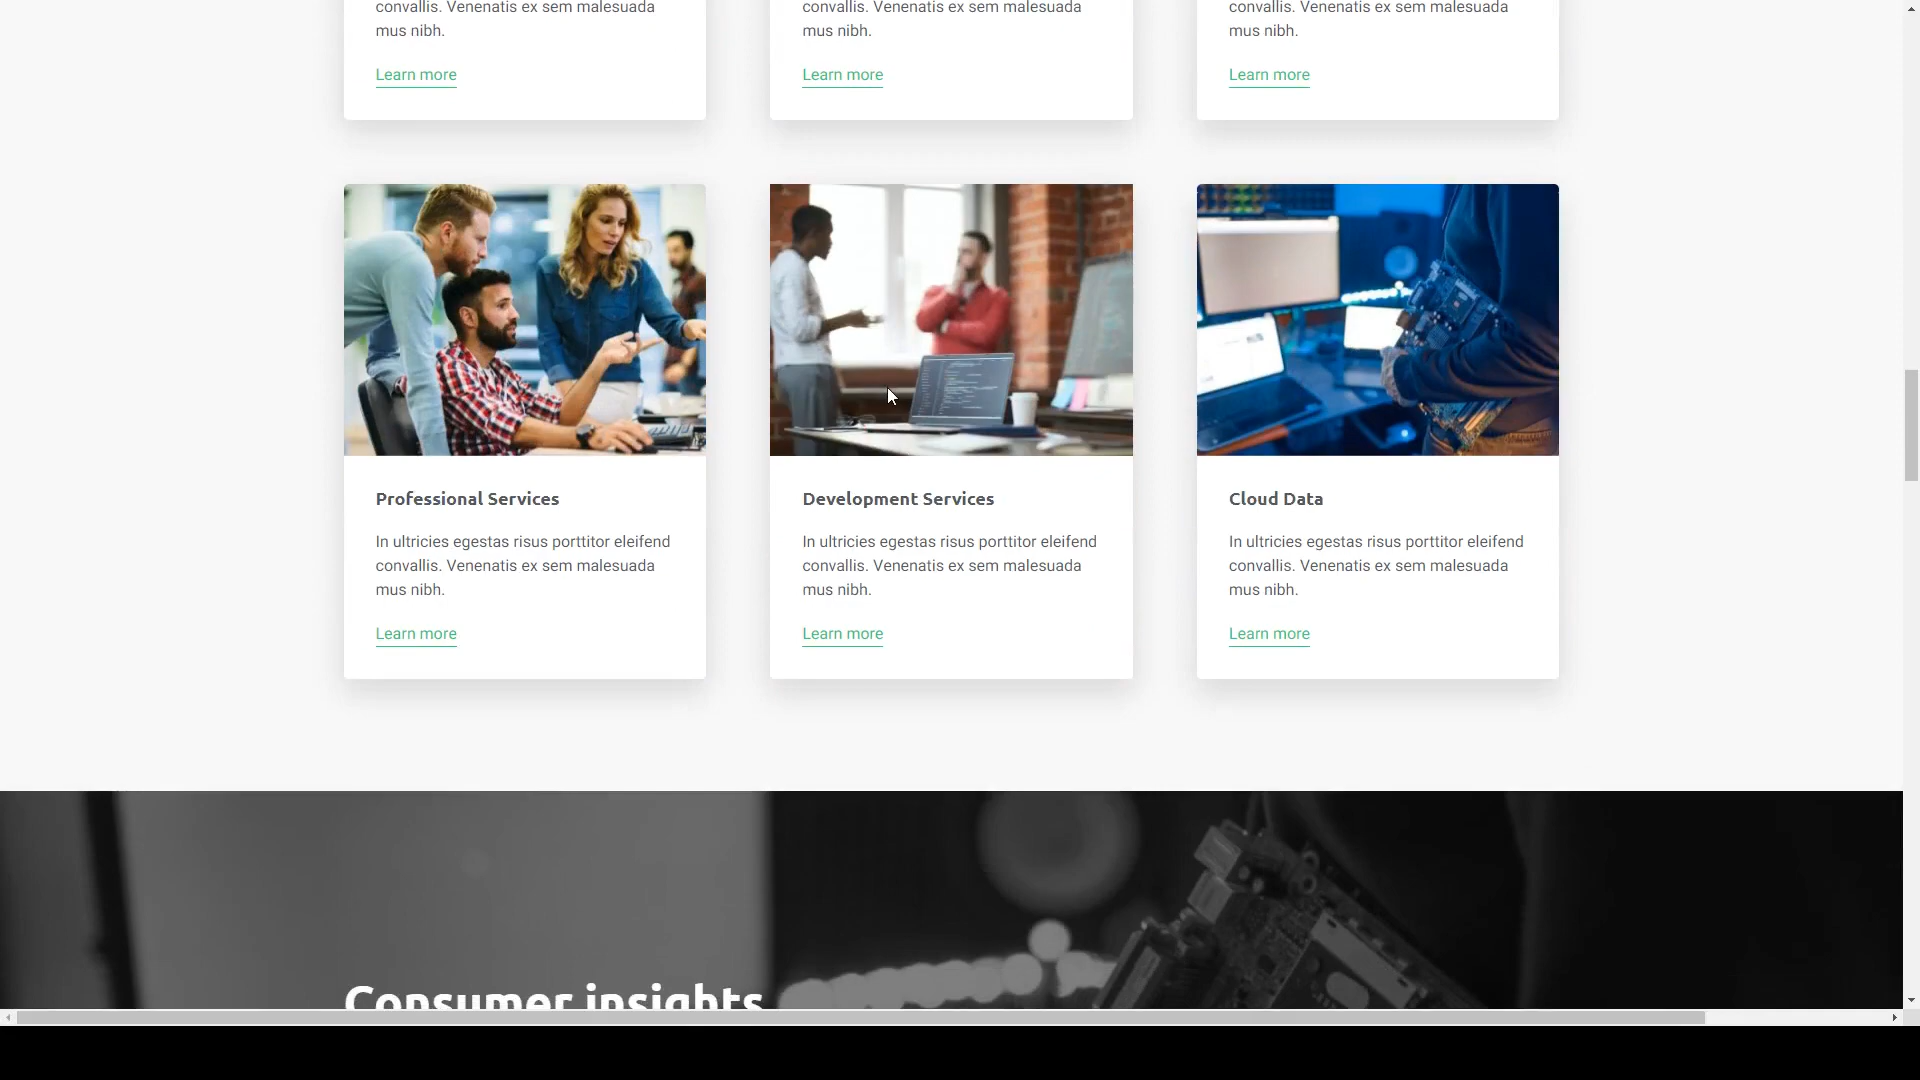 convallis. Venenatis ex sem malesuada
mus nibh.
Learn more
convallis. Venenatis ex sem malesuada
mus nibh.
Learn more
convallis. Venenatis ex sem malesuada
mus nibh.
Learn more
Professional Services
In ultricies egestas risus porttitor eleifend
convallis. Venenatis ex sem malesuada
mus nibh.
Learn more
Development Services
In ultricies egestas risus porttitor eleifend
convallis. Venenatis ex sem malesuada
mus nibh.
Learn more
Cloud Data
In ultricies egestas risus porttitor eleifend
convallis. Venenatis ex sem malesuada
mus nibh.
Learn more
Consumer insights